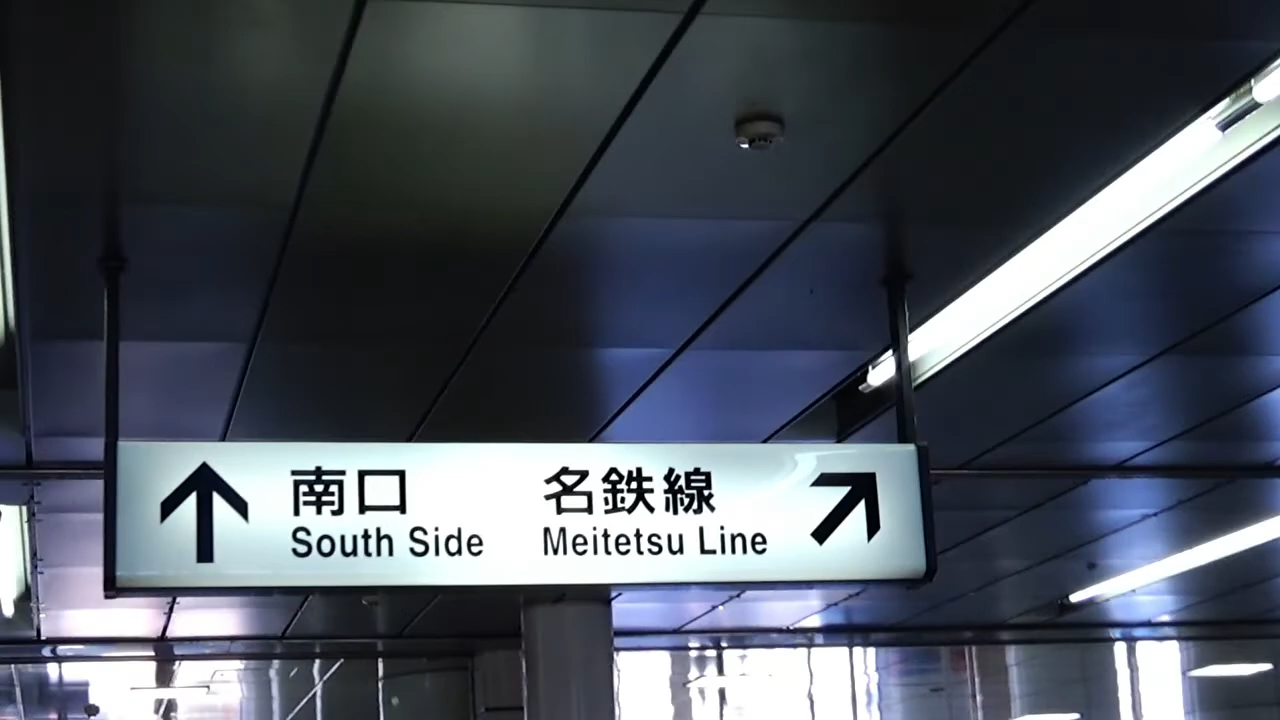 南口
South Side
名鉄線
Meitetsu Line